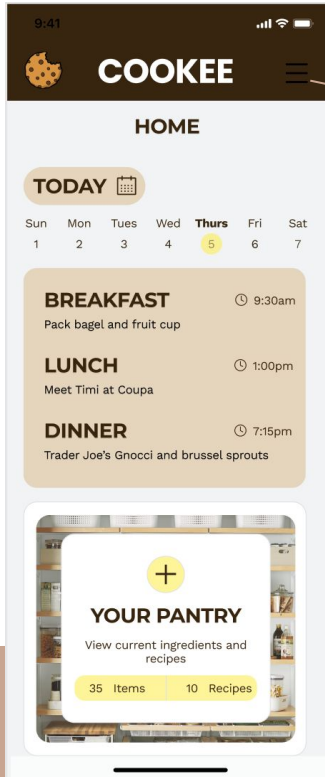 9:41
COOKEE
HOME
TODAY
Sun Mon Tues Wed Thurs Fri Sat
1 2 3 4 5 6 7
BREAKFAST 9:30am
Pack bagel and fruit cup
LUNCH 1:00pm
Meet Timi at Coupa
DINNER 7:15pm
Trader Joe's Gnocci and brussel sprouts
+
YOUR PANTRY
View current ingredients and
recipes
35 Items 10 Recipes